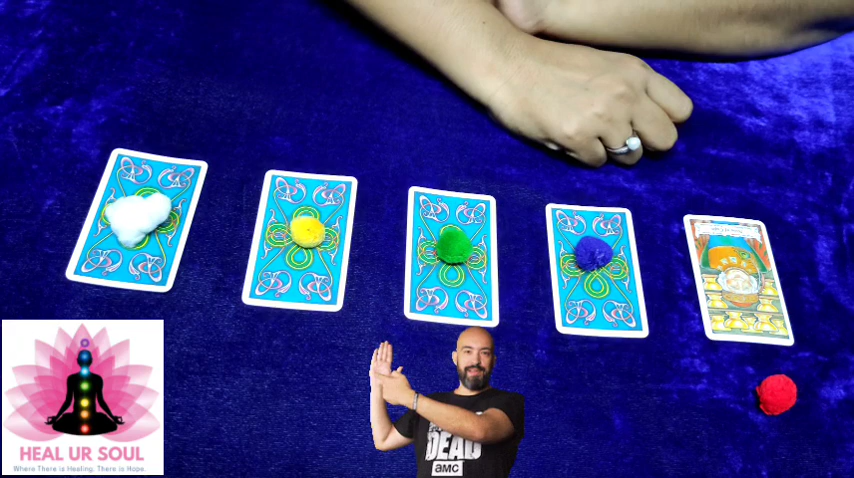 DEAD
AMC
HEAL UR SOUL
Where There is Healing, There is Hope.